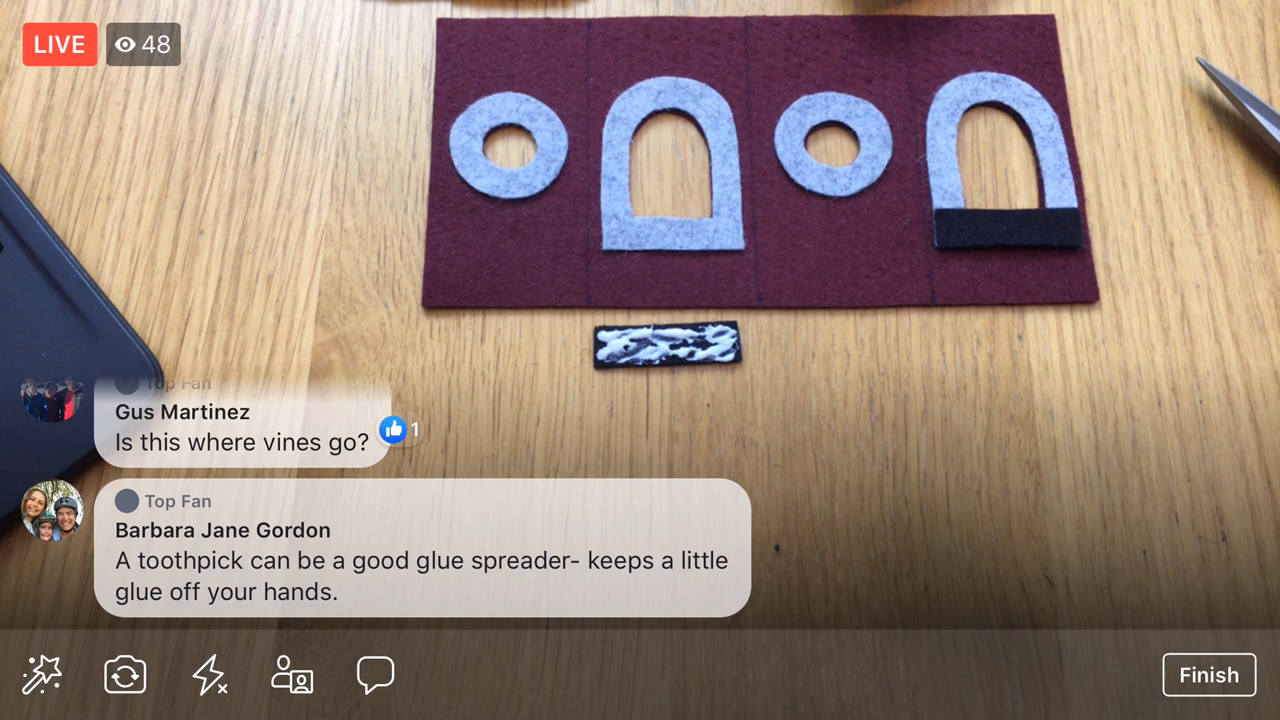 LIVE
48
Top Fan
Gus Martinez
Is this where vines go?
1
Top Fan
Barbara Jane Gordon
A toothpick can be a good glue spreader- keeps a little
glue off your hands.
Finish